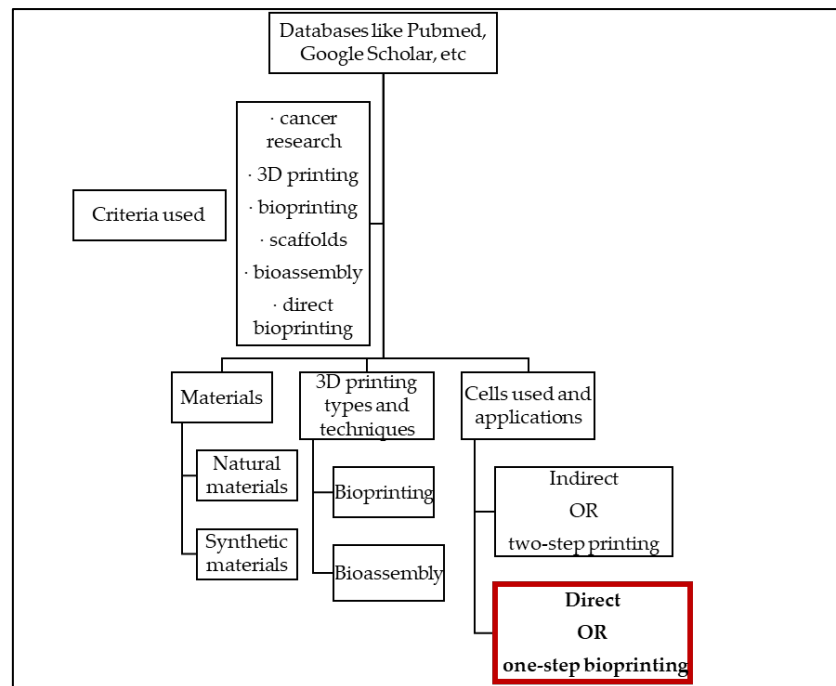 Databases like Pubmed,
Google Scholar, etc
Criteria used
· cancer
research
· 3D printing
· bioprinting
· scaffolds
· bioassembly
· direct
bioprinting
Materials
Natural
materials
Synthetic
materials
3D printing
types and
techniques
Bioprinting
Bioassembly
Cells used and
applications
Indirect
OR
two-step printing
Direct
OR
one-step bioprinting